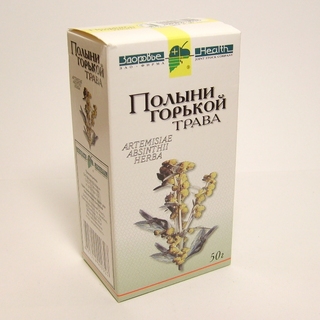 Здоровье Health
Полыни
горькой
трава
ARTEMISIAE
ABSINTHII
HERBA
50г